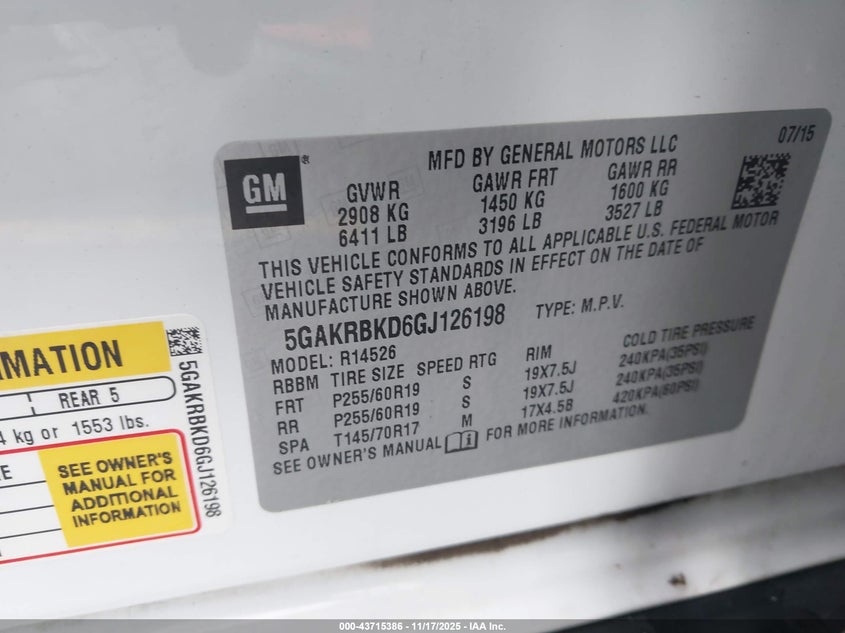 GM
®
07/15
MFD BY GENERAL MOTORS LLC
GVWR GAWR FRT GAWR RR
2908 KG 1450 KG 1600 KG
6411 LB 3196 LB 3527 LB
THIS VEHICLE CONFORMS TO ALL APPLICABLE U.S. FEDERAL MOTOR
VEHICLE SAFETY STANDARDS IN EFFECT ON THE DATE OF
MANUFACTURE SHOWN ABOVE.
5GAKRBKD6GJ126198 TYPE: M.P.V.
MODEL: R14526
RBBM TIRE SIZE SPEED RTG RIM COLD TIRE PRESSURE
FRT P255/60R19 S 19X7.5J 240KPA(35PSI)
RR P255/60R19 S 19X7.5J 240KPA(35PSI)
SPA T145/70R17 M 17X4.5B 420KPA(60PSI)
SEE OWNER'S MANUAL FOR MORE INFORMATION.
REAR 5
kg or 1553 lbs.
SEE OWNER'S
MANUAL FOR
ADDITIONAL
INFORMATION
5GAKRBKD6GJ126198
000-43715386 - 11/17/2025 - IAA Inc.